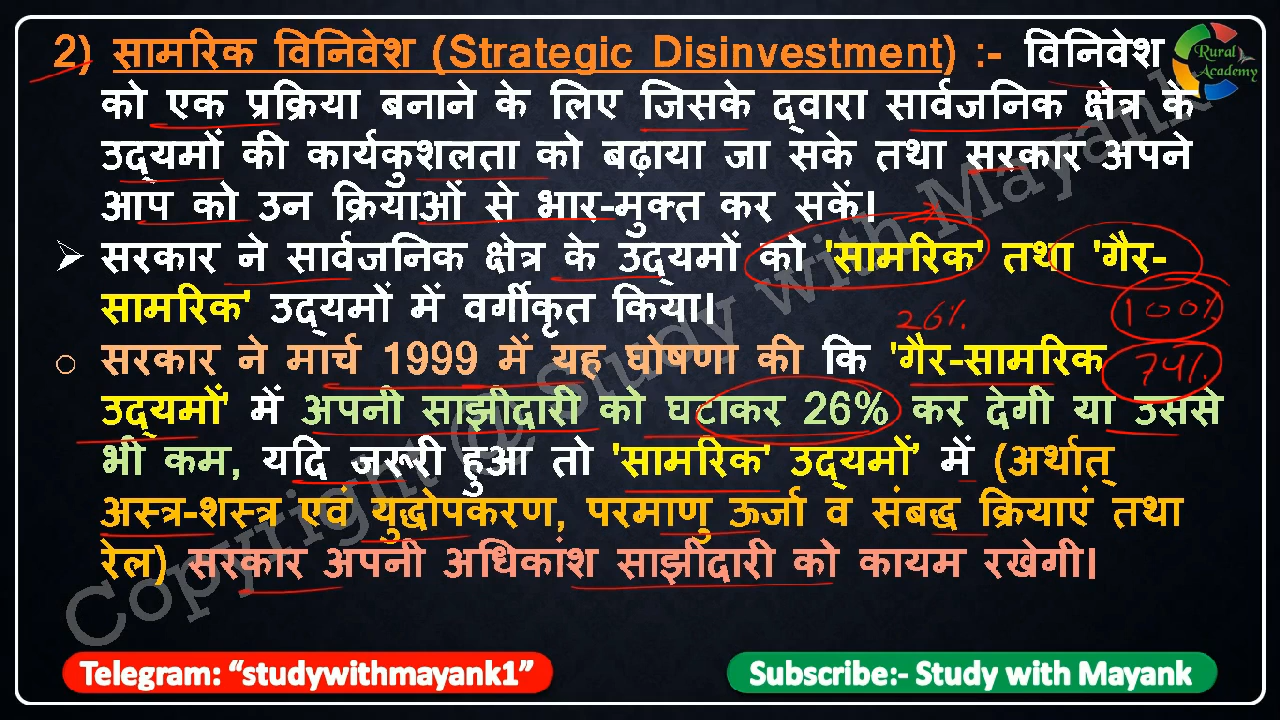 2) सामरिक विनिवेश (Strategic Disinvestment) :- विनिवेश
को एक प्रक्रिया बनाने के लिए जिसके द्वारा सार्वजनिक क्षेत्र के
उद्यमों की कार्यकुशलता को बढ़ाया जा सके तथा सरकार अपने
आप को उन क्रियाओं से भार-मुक्त कर सकें।
➢ सरकार ने सार्वजनिक क्षेत्र के उद्यमों को 'सामरिक' तथा 'गैर-
सामरिक' उद्यमों में वर्गीकृत किया।
26%
100%
o सरकार ने मार्च 1999 में यह घोषणा की कि 'गैर-सामरिक
74%
उद्यमों' में अपनी साझीदारी को घटाकर 26% कर देगी या उससे
भी कम, यदि जरूरी हुआ तो 'सामरिक' उद्यमों' में (अर्थात्
अस्त्र-शस्त्र एवं युद्धोपकरण, परमाणु ऊर्जा व संबद्ध क्रियाएं तथा
रेल) सरकार अपनी अधिकांश साझीदारी को कायम रखेगी।
Rural
Academy
Copyright @ Study with Mayank
Telegram: “studywithmayank1”
Subscribe:- Study with Mayank